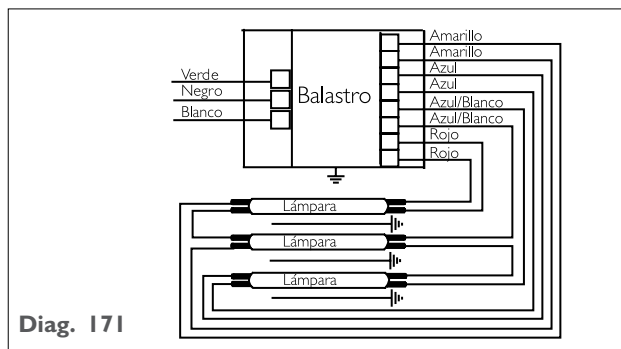 Amarillo
Amarillo
Azul
Azul
Azul/Blanco
Azul/Blanco
Rojo
Rojo
Verde
Negro
Blanco
Balastro
Lámpara
Lámpara
Lámpara
Diag. 171